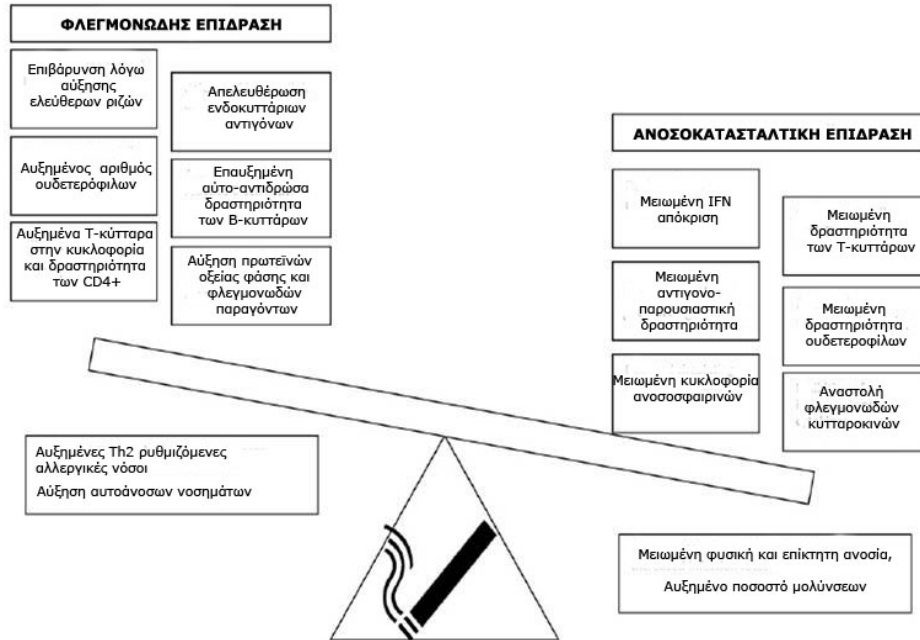 ΦΛΕΓΜΟΝΩΔΗΣ ΕΠΙΔΡΑΣΗ
Επιβάρυνση λόγω
αύξησης
ελεύθερων ριζών
Απελευθέρωση
ενδοκυττάριων
αντιγόνων
Αυξημένος αριθμός
ουδετερόφιλων
Επαυξημένη
αύτο-αντιδρώσα
δραστηριότητα
των Β-κυττάρων
Αυξημένα Τ-κύτταρα
στην κυκλοφορία
και δραστηριότητα
των CD4+
Αύξηση πρωτεϊνών
οξείας φάσης και
φλεγμονωδών
παραγόντων
ΑΝΟΣΟΚΑΤΑΣΤΑΛΤΙΚΗ ΕΠΙΔΡΑΣΗ
Μειωμένη IFN
απόκριση
Μειωμένη
δραστηριότητα
των Τ-κυττάρων
Μειωμένη
αντιγονο-
παρουσιαστική
δραστηριότητα
Μειωμένη
δραστηριότητα
ουδετεροφίλων
Μειωμένη κυκλοφορία
ανοσοσφαιρινών
Αναστολή
φλεγμονωδών
κυτταροκινών
Αυξημένες Th2 ρυθμιζόμενες
αλλεργικές νόσοι
Αύξηση αυτοάνοσων νοσημάτων
Μειωμένη φυσική και επίκτητη ανοσία,
Αυξημένο ποσοστό μολύνσεων